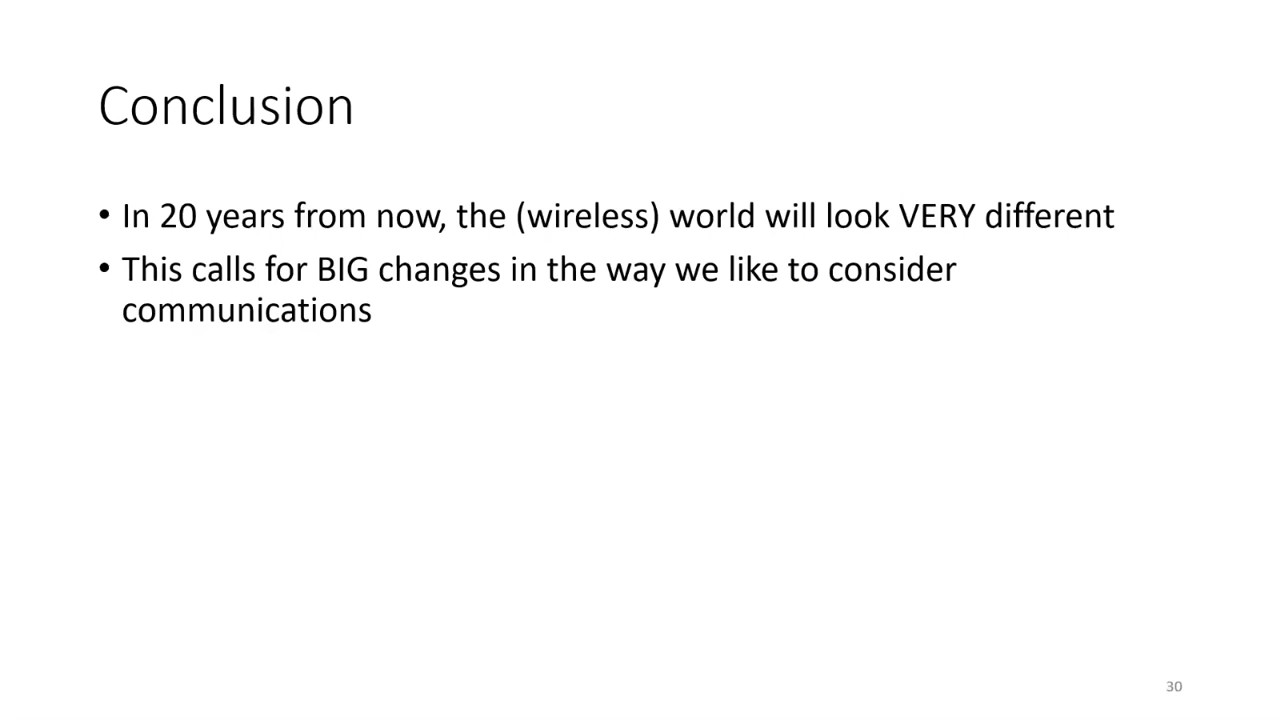 Conclusion
• In 20 years from now, the (wireless) world will look VERY different
• This calls for BIG changes in the way we like to consider
communications
30